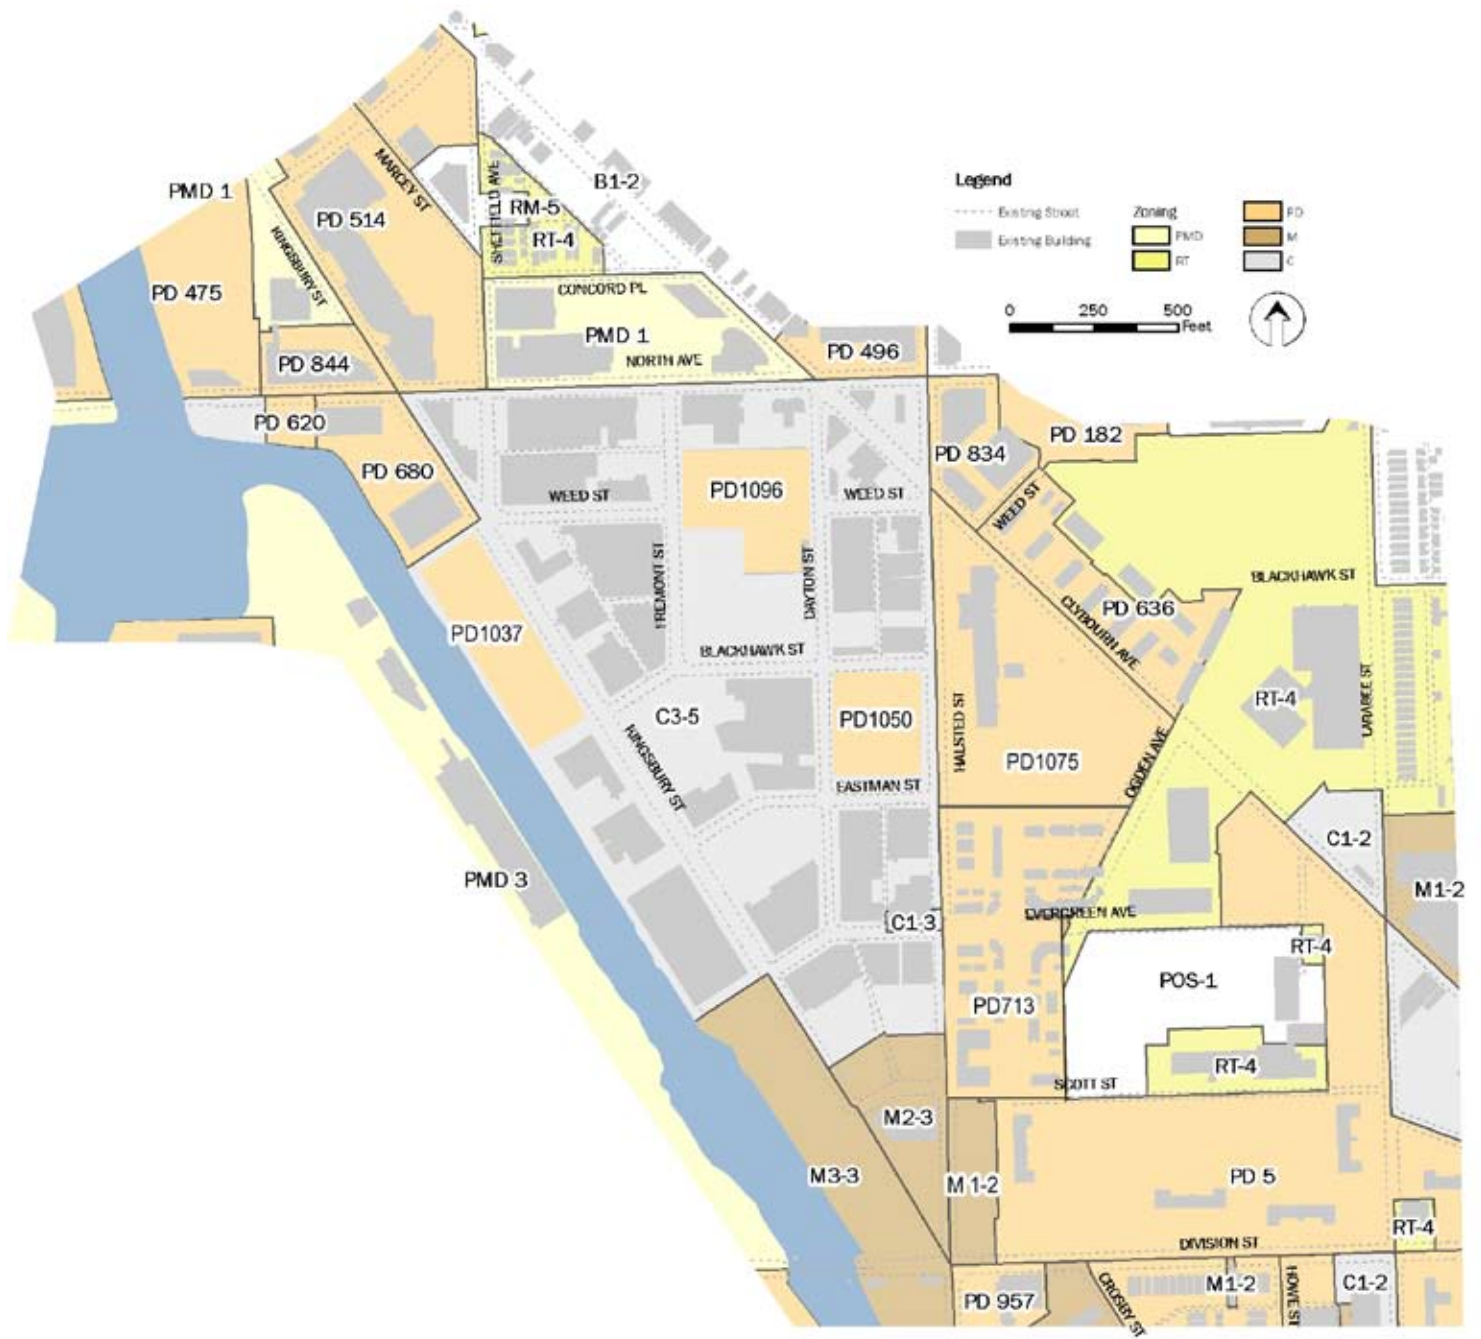 Legend
Existing Street
Existing Building
Zoning
PMD
RT
PD
M
C
0 250 500
Feet
PMD 1
MARCEY ST
PD 514
SHEFFIELD AVE
B1-2
RM-5
RT-4
KINGSBURY ST
PD 475
CONCORD PL
PMD 1
NORTH AVE
PD 844
PD 496
PD 620
PD 680
PD 834
PD 182
WEED ST
PD1096
WEED ST
WEED ST
FREMONT ST
DAYTON ST
BLACKHAWK ST
PD 636
CLYBOURN AVE
PD1037
BLACKHAWK ST
C3-5
KINGSBURY ST
PD1050
HALSTED ST
PD1075
OGDEN AVE
RT-4
LARABEE ST
EASTMAN ST
C1-2
PMD 3
M1-2
C1-3
EVERGREEN AVE
RT-4
POS-1
PD713
RT-4
SCOTT ST
M2-3
M3-3
M 1-2
PD 5
RT-4
DIVISION ST
PD 957
CROSBY ST
M1-2
HOWE ST
C1-2